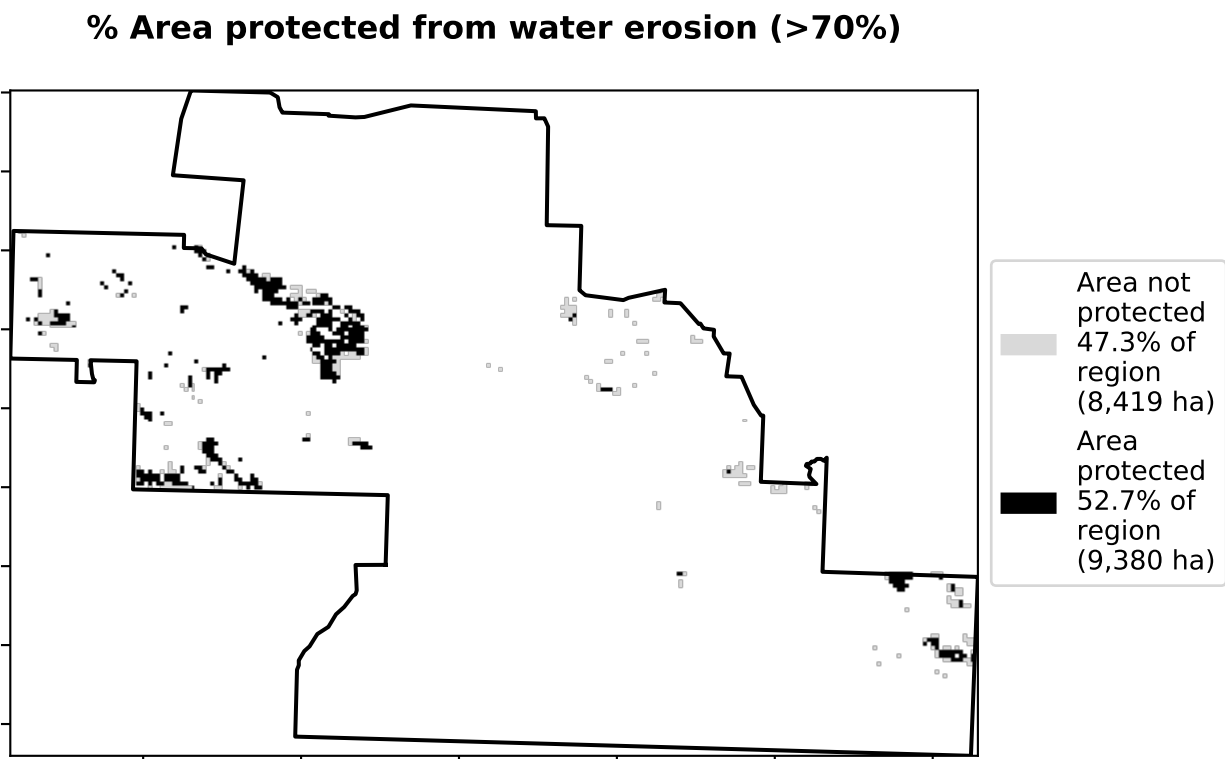 % Area protected from water erosion (>70%)
Area not
protected
47.3% of
region
(8,419 ha)
Area
protected
52.7% of
region
(9,380 ha)